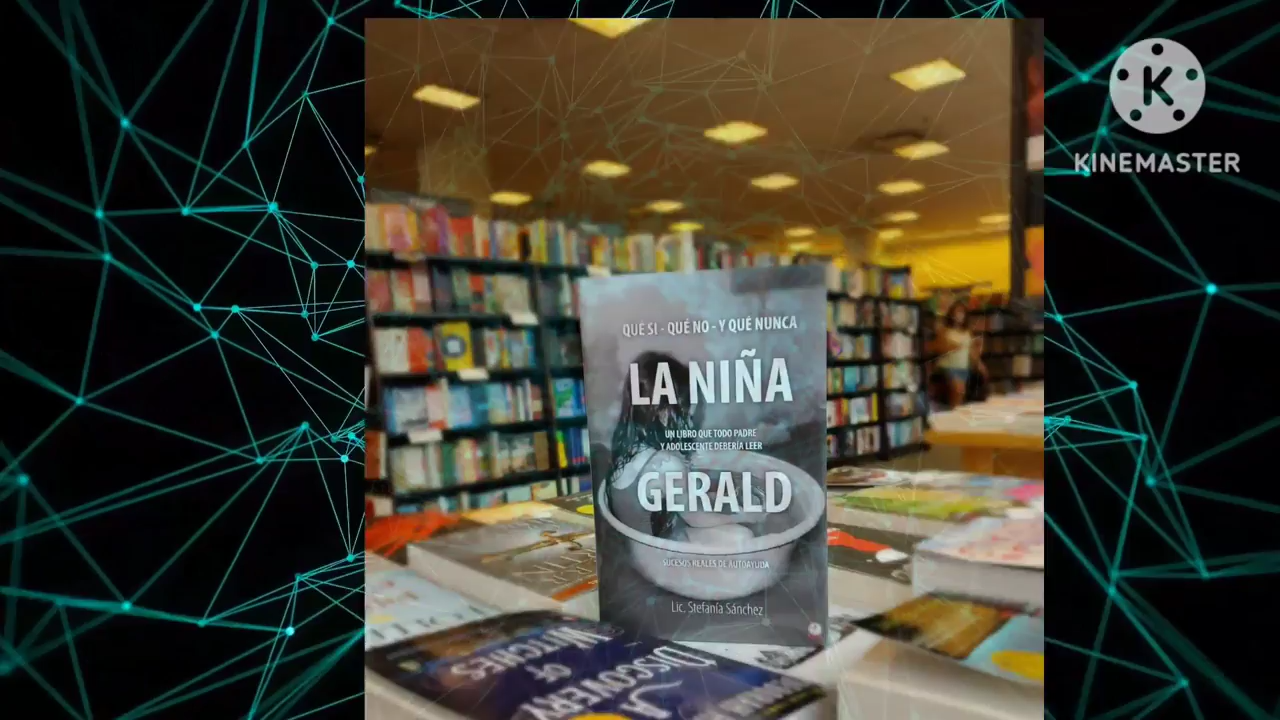 K
KINEMASTER
QUÉ SI - QUÉ NO - Y QUÉ NUNCA
LA NIÑA
UN LIBRO QUE TODO PADRE
Y ADOLESCENTE DEBERÍA LEER
GERALD
SUCESOS REALES DE AUTOAYUDA
Lic. Stefanía Sánchez
A
DISCOVERY
OF
WITCHES